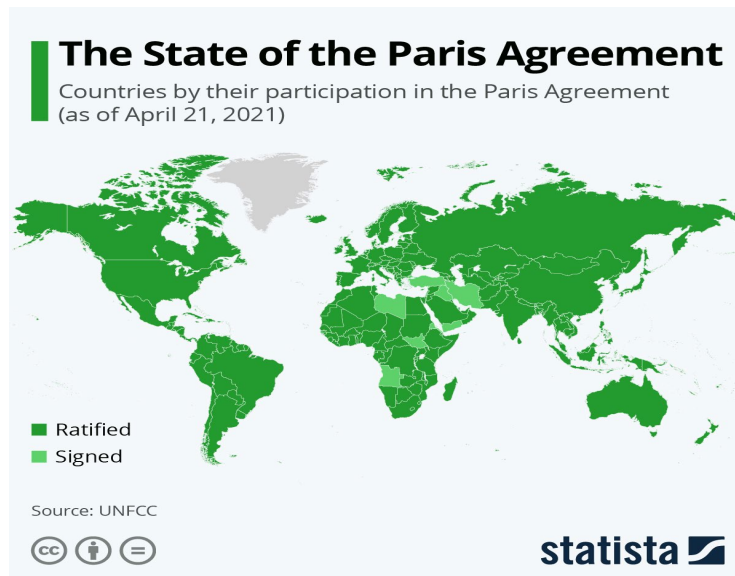 The State of the Paris Agreement
Countries by their participation in the Paris Agreement
(as of April 21, 2021)
Ratified
Signed
Source: UNFCC
cc
statista